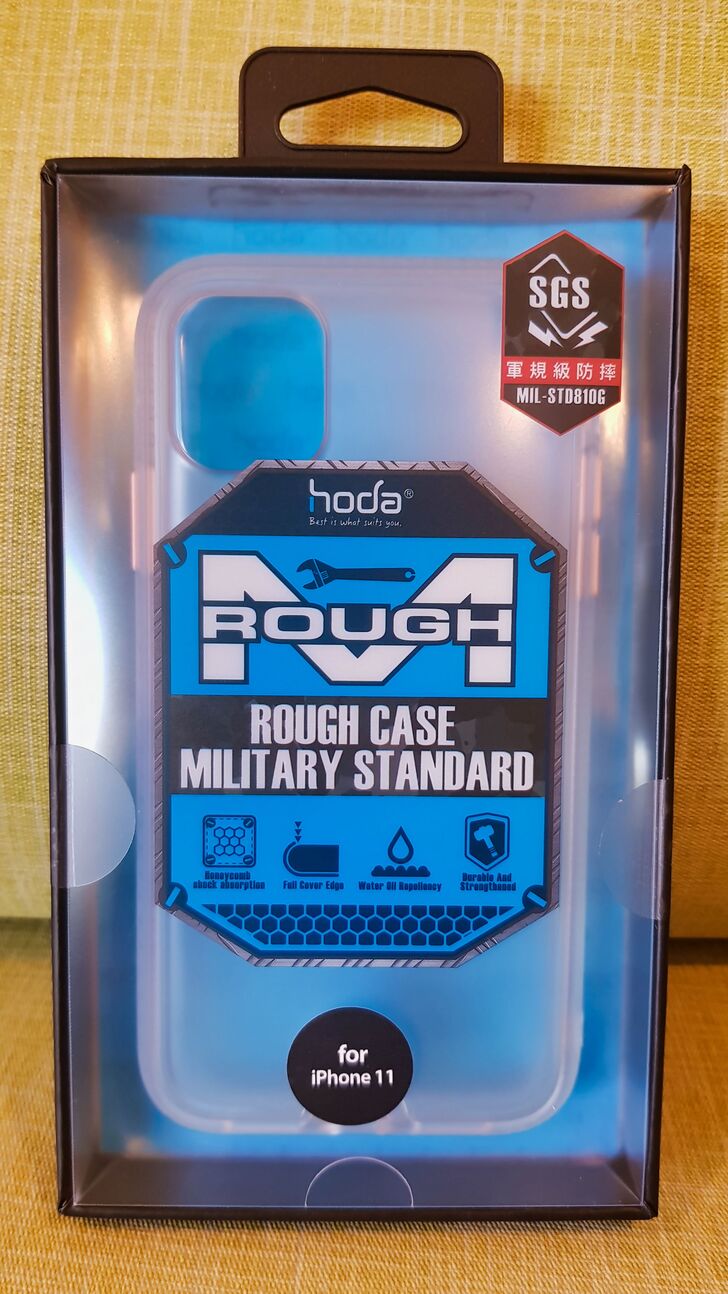 SGS
軍規級防摔
MIL-STD810G
hoda®
Best is what suits you.
M
ROUGH
ROUGH CASE
MILITARY STANDARD
Honeycomb
shock absorption
Full Cover Edge
Water Oil Repellency
Durable And
Strengthened
for
iPhone 11